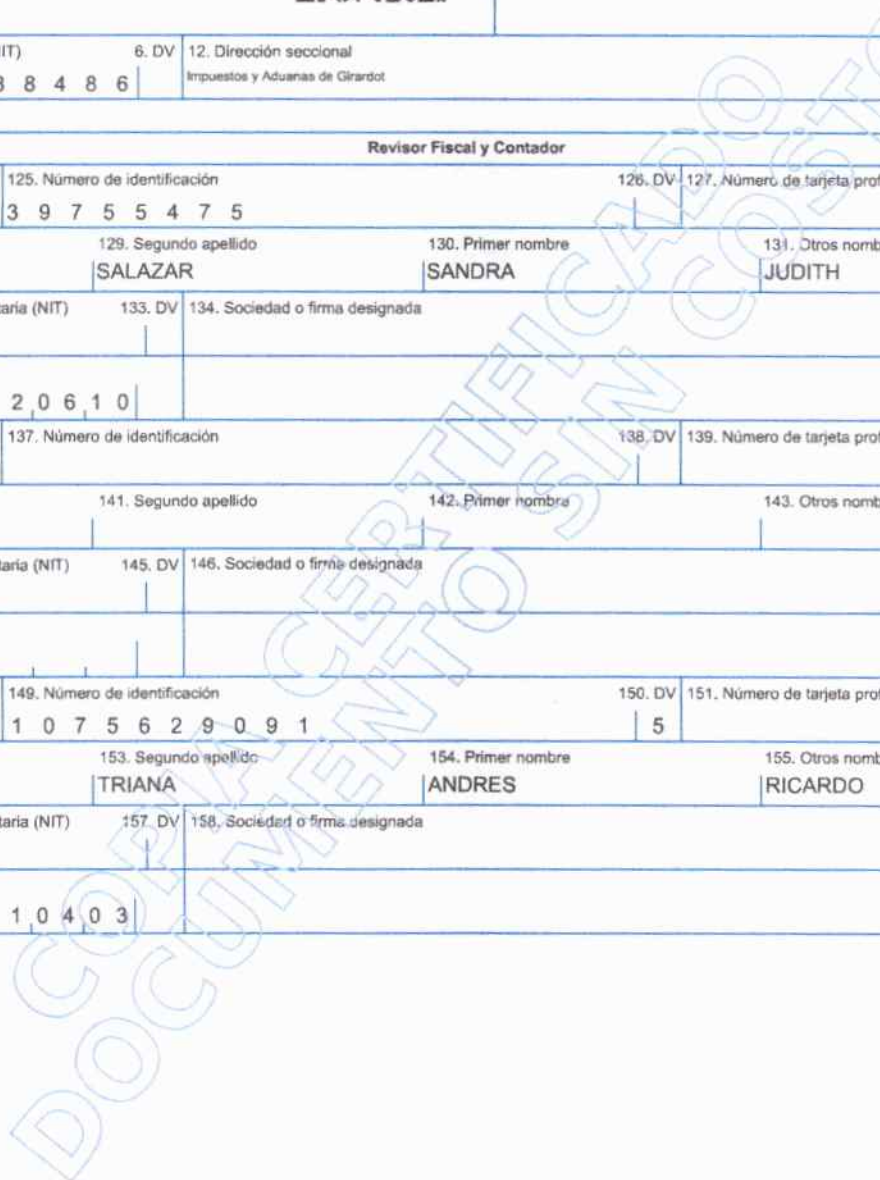 IT) 6. DV 12. Dirección seccional
8 8 4 8 6 Impuestos y Aduanas de Girardot
Revisor Fiscal y Contador
125. Número de identificación 126. DV 127. Número de tarjeta prof
3 9 7 5 5 4 7 5
129. Segundo apellido 130. Primer nombre 131. Otros nomb
SALAZAR SANDRA JUDITH
taria (NIT) 133. DV 134. Sociedad o firma designada
2 0 6 1 0
137. Número de identificación 138. DV 139. Número de tarjeta prof
141. Segundo apellido 142. Primer nombre 143. Otros nomb
taria (NIT) 145. DV 146. Sociedad o firma designada
149. Número de identificación 150. DV 151. Número de tarjeta prof
1 0 7 5 6 2 9 0 9 1 5
153. Segundo apellido 154. Primer nombre 155. Otros nomb
TRIANA ANDRES RICARDO
taria (NIT) 157. DV 158. Sociedad o firma designada
1 0 4 0 3
COPIA CERTIFICADO
DOCUMENTO SIN COSTO